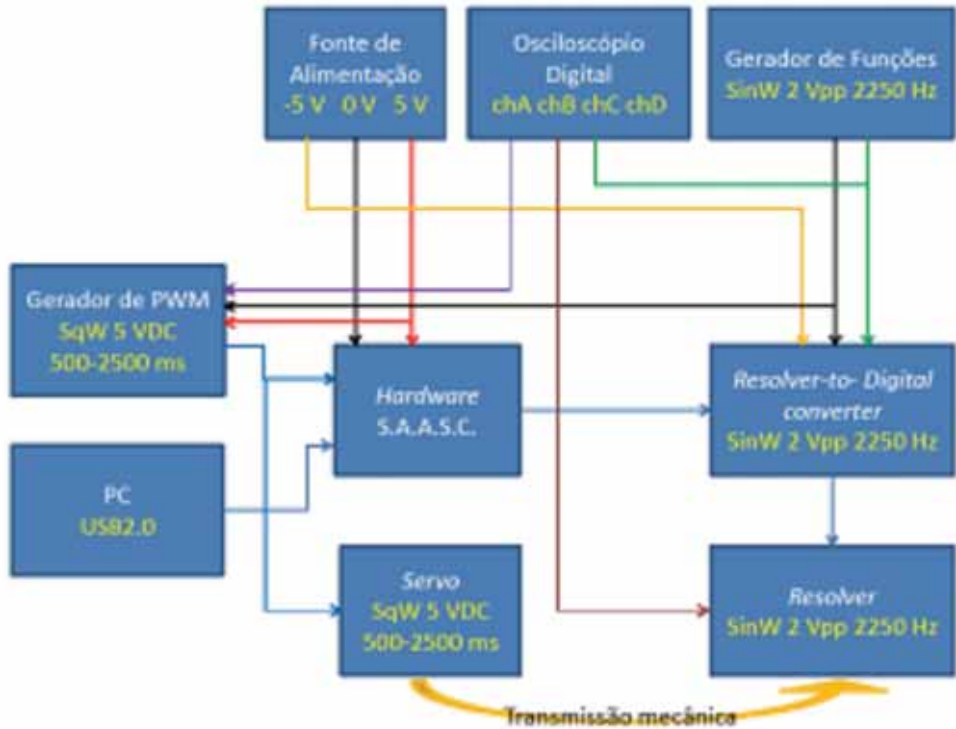 Fonte de
Alimentação
-5 V 0 V 5 V
Osciloscópio
Digital
chA chB chC chD
Gerador de Funções
SinW 2 Vpp 2250 Hz
Gerador de PWM
SqW 5 VDC
500-2500 ms
Hardware
S.A.A.S.C.
Resolver-to- Digital
converter
SinW 2 Vpp 2250 Hz
PC
USB2.0
Servo
SqW 5 VDC
500-2500 ms
Resolver
SinW 2 Vpp 2250 Hz
Transmissão mecânica